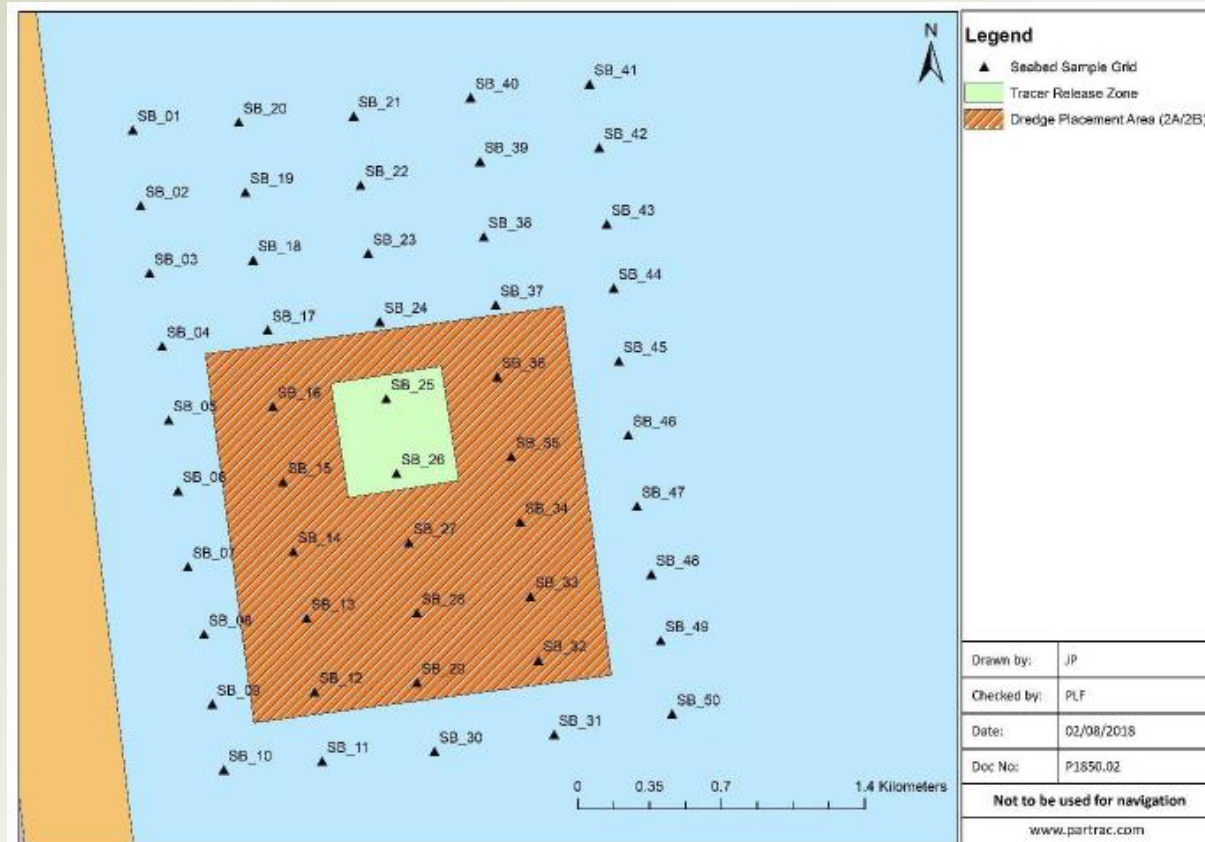 N
SB_41
SB_40
SB_21
SB_20
SB_01
SB_42
SB_39
SB_22
SB_19
SB_02
SB_43
SB_38
SB_23
SB_18
SB_03
SB_44
SB_37
SB_24
SB_17
SB_04
SB_45
SB_36
SB_25
SB_16
SB_05
SB_46
SB_35
SB_26
SB_15
SB_06
SB_47
SB_34
SB_27
SB_14
SB_07
SB_48
SB_33
SB_28
SB_13
SB_08
SB_49
SB_32
SB_29
SB_12
SB_09
SB_50
SB_31
SB_30
SB_11
SB_10
0 0.35 0.7 1.4 Kilometers
Legend
Seabed Sample Grid
Tracer Release Zone
Dredge Placement Area (2A/2B)
Drawn by: JP
Checked by: PLF
Date: 02/08/2018
Doc No: P1850.02
Not to be used for navigation
www.partrac.com